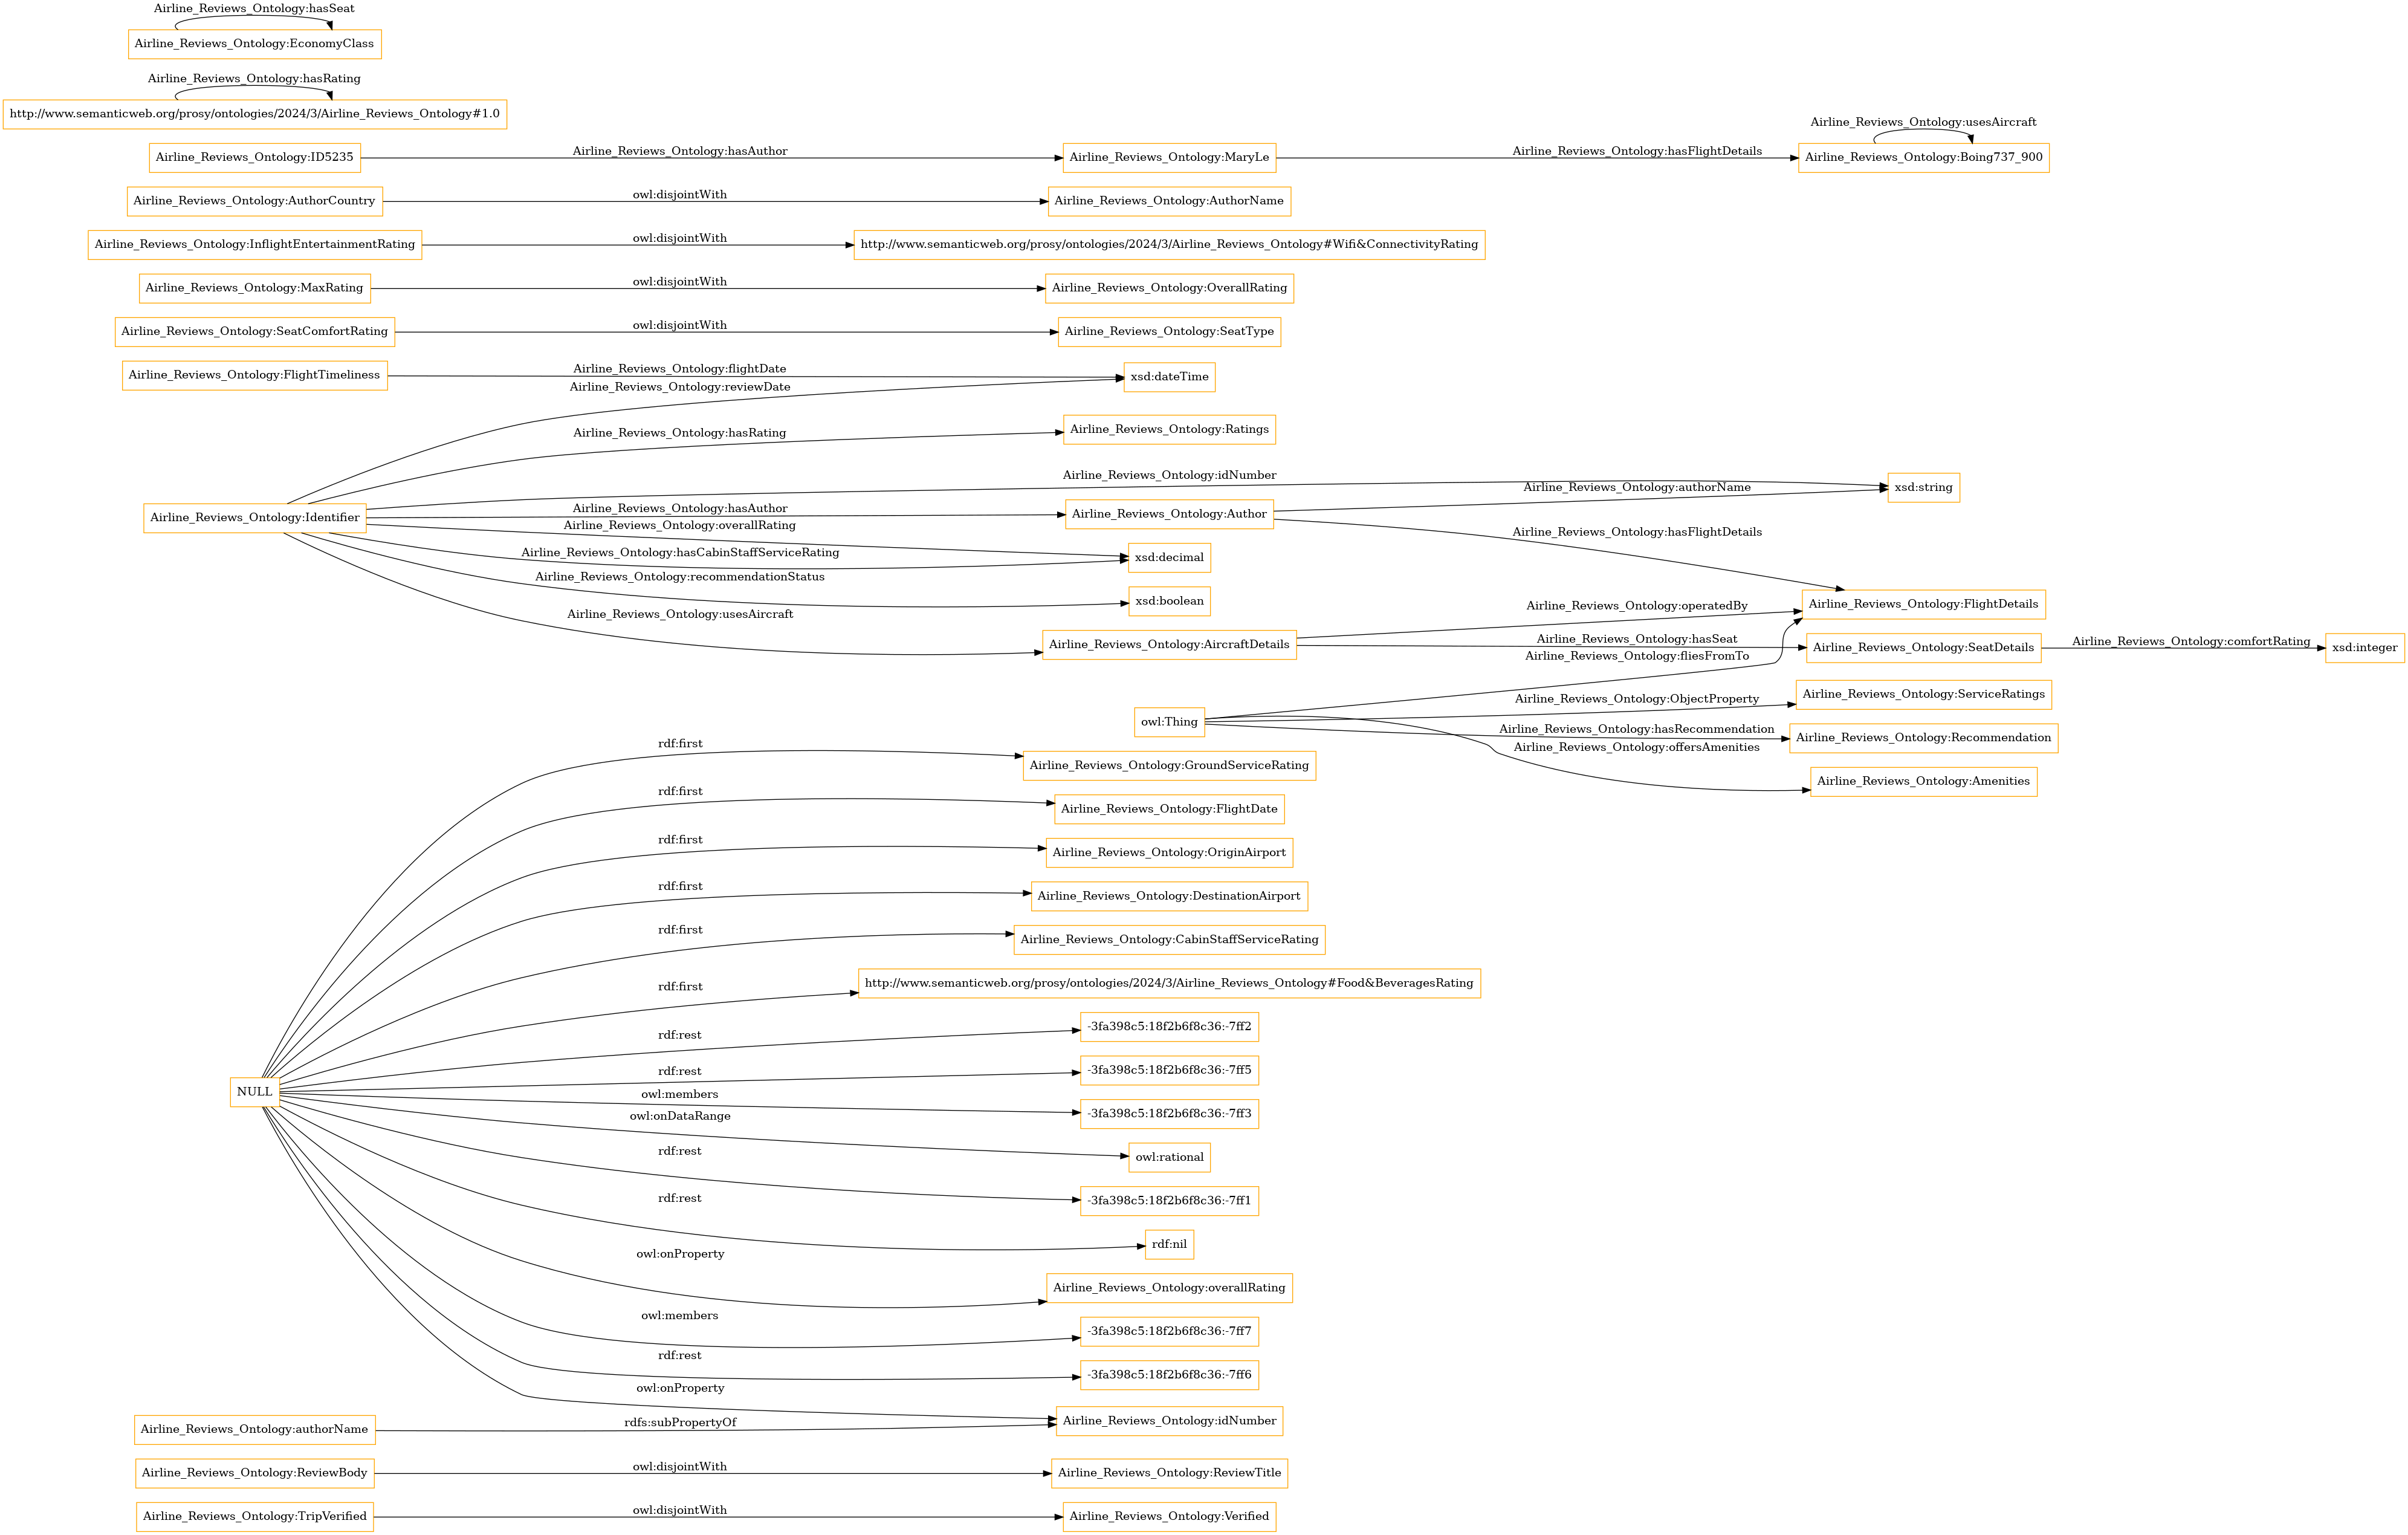 Airline_Reviews_Ontology:hasSeat
Airline_Reviews_Ontology:EconomyClass
Airline_Reviews_Ontology:hasRating
http://www.semanticweb.org/prosy/ontologies/2024/3/Airline_Reviews_Ontology#1.0
Airline_Reviews_Ontology:usesAircraft
Airline_Reviews_Ontology:ID5235
Airline_Reviews_Ontology:hasAuthor
Airline_Reviews_Ontology:MaryLe
Airline_Reviews_Ontology:hasFlightDetails
Airline_Reviews_Ontology:Boing737_900
Airline_Reviews_Ontology:AuthorCountry
owl:disjointWith
Airline_Reviews_Ontology:AuthorName
Airline_Reviews_Ontology:InflightEntertainmentRating
owl:disjointWith
http://www.semanticweb.org/prosy/ontologies/2024/3/Airline_Reviews_Ontology#Wifi&ConnectivityRating
Airline_Reviews_Ontology:MaxRating
owl:disjointWith
Airline_Reviews_Ontology:OverallRating
Airline_Reviews_Ontology:SeatComfortRating
owl:disjointWith
Airline_Reviews_Ontology:SeatType
Airline_Reviews_Ontology:FlightTimeliness
Airline_Reviews_Ontology:flightDate
xsd:dateTime
Airline_Reviews_Ontology:reviewDate
Airline_Reviews_Ontology:hasRating
Airline_Reviews_Ontology:Ratings
Airline_Reviews_Ontology:idNumber
Airline_Reviews_Ontology:authorName
xsd:string
Airline_Reviews_Ontology:Identifier
Airline_Reviews_Ontology:hasAuthor
Airline_Reviews_Ontology:Author
Airline_Reviews_Ontology:overallRating
Airline_Reviews_Ontology:hasFlightDetails
Airline_Reviews_Ontology:hasCabinStaffServiceRating
xsd:decimal
Airline_Reviews_Ontology:recommendationStatus
xsd:boolean
Airline_Reviews_Ontology:operatedBy
Airline_Reviews_Ontology:FlightDetails
Airline_Reviews_Ontology:usesAircraft
Airline_Reviews_Ontology:AircraftDetails
Airline_Reviews_Ontology:hasSeat
Airline_Reviews_Ontology:SeatDetails
Airline_Reviews_Ontology:comfortRating
xsd:integer
Airline_Reviews_Ontology:fliesFromTo
Airline_Reviews_Ontology:ObjectProperty
Airline_Reviews_Ontology:ServiceRatings
owl:Thing
Airline_Reviews_Ontology:hasRecommendation
Airline_Reviews_Ontology:Recommendation
Airline_Reviews_Ontology:offersAmenities
Airline_Reviews_Ontology:Amenities
rdf:first
Airline_Reviews_Ontology:GroundServiceRating
rdf:first
Airline_Reviews_Ontology:FlightDate
rdf:first
Airline_Reviews_Ontology:OriginAirport
rdf:first
Airline_Reviews_Ontology:DestinationAirport
rdf:first
Airline_Reviews_Ontology:CabinStaffServiceRating
rdf:first
http://www.semanticweb.org/prosy/ontologies/2024/3/Airline_Reviews_Ontology#Food&BeveragesRating
rdf:rest
-3fa398c5:18f2b6f8c36:-7ff2
rdf:rest
-3fa398c5:18f2b6f8c36:-7ff5
NULL
owl:members
-3fa398c5:18f2b6f8c36:-7ff3
owl:onDataRange
owl:rational
rdf:rest
-3fa398c5:18f2b6f8c36:-7ff1
rdf:rest
rdf:nil
owl:onProperty
Airline_Reviews_Ontology:overallRating
owl:members
-3fa398c5:18f2b6f8c36:-7ff7
rdf:rest
-3fa398c5:18f2b6f8c36:-7ff6
owl:onProperty
Airline_Reviews_Ontology:authorName
rdfs:subPropertyOf
Airline_Reviews_Ontology:idNumber
Airline_Reviews_Ontology:ReviewBody
owl:disjointWith
Airline_Reviews_Ontology:ReviewTitle
Airline_Reviews_Ontology:TripVerified
owl:disjointWith
Airline_Reviews_Ontology:Verified